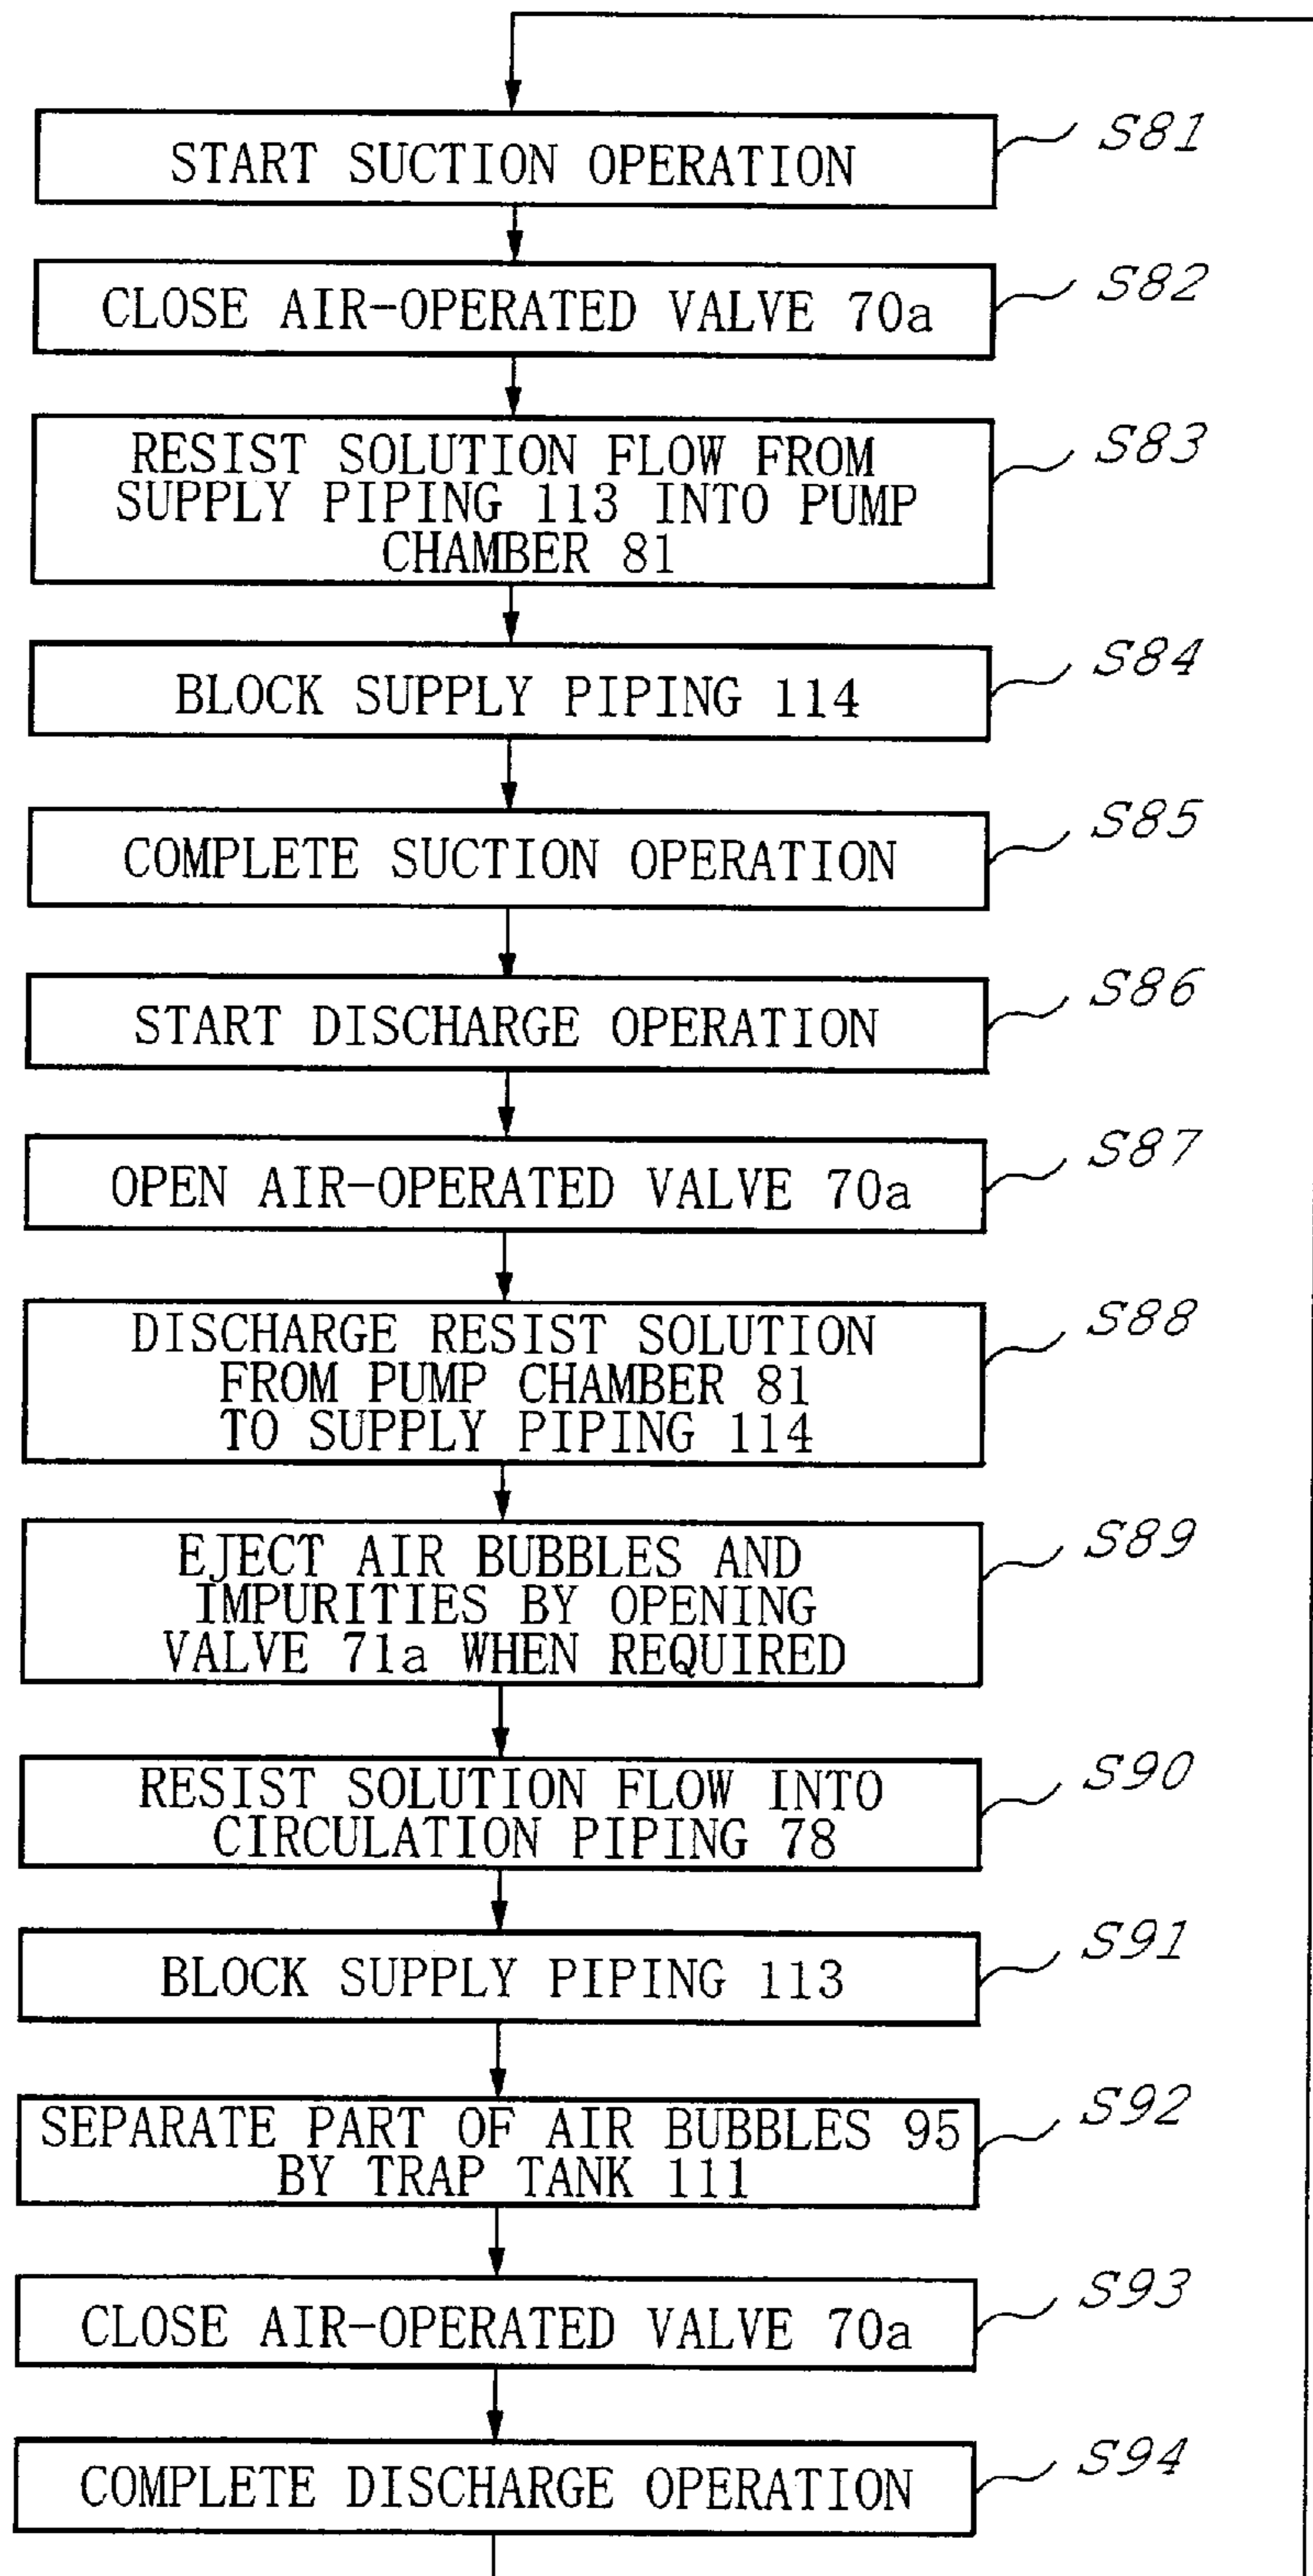 START SUCTION OPERATION
S81
CLOSE AIR-OPERATED VALVE 70a
S82
RESIST SOLUTION FLOW FROM
SUPPLY PIPING 113 INTO PUMP
CHAMBER 81
S83
BLOCK SUPPLY PIPING 114
S84
COMPLETE SUCTION OPERATION
S85
START DISCHARGE OPERATION
S86
OPEN AIR-OPERATED VALVE 70a
S87
DISCHARGE RESIST SOLUTION
FROM PUMP CHAMBER 81
TO SUPPLY PIPING 114
S88
EJECT AIR BUBBLES AND
IMPURITIES BY OPENING
VALVE 71a WHEN REQUIRED
S89
RESIST SOLUTION FLOW INTO
CIRCULATION PIPING 78
S90
BLOCK SUPPLY PIPING 113
S91
SEPARATE PART OF AIR BUBBLES 95
BY TRAP TANK 111
S92
CLOSE AIR-OPERATED VALVE 70a
S93
COMPLETE DISCHARGE OPERATION
S94